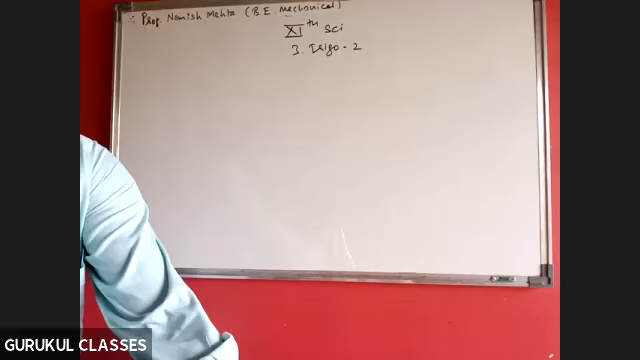 ∴ Prof. Namish Mehta (B.E. Mechanical)
XIth Sci
3. Trigo - 2
GURUKUL CLASSES